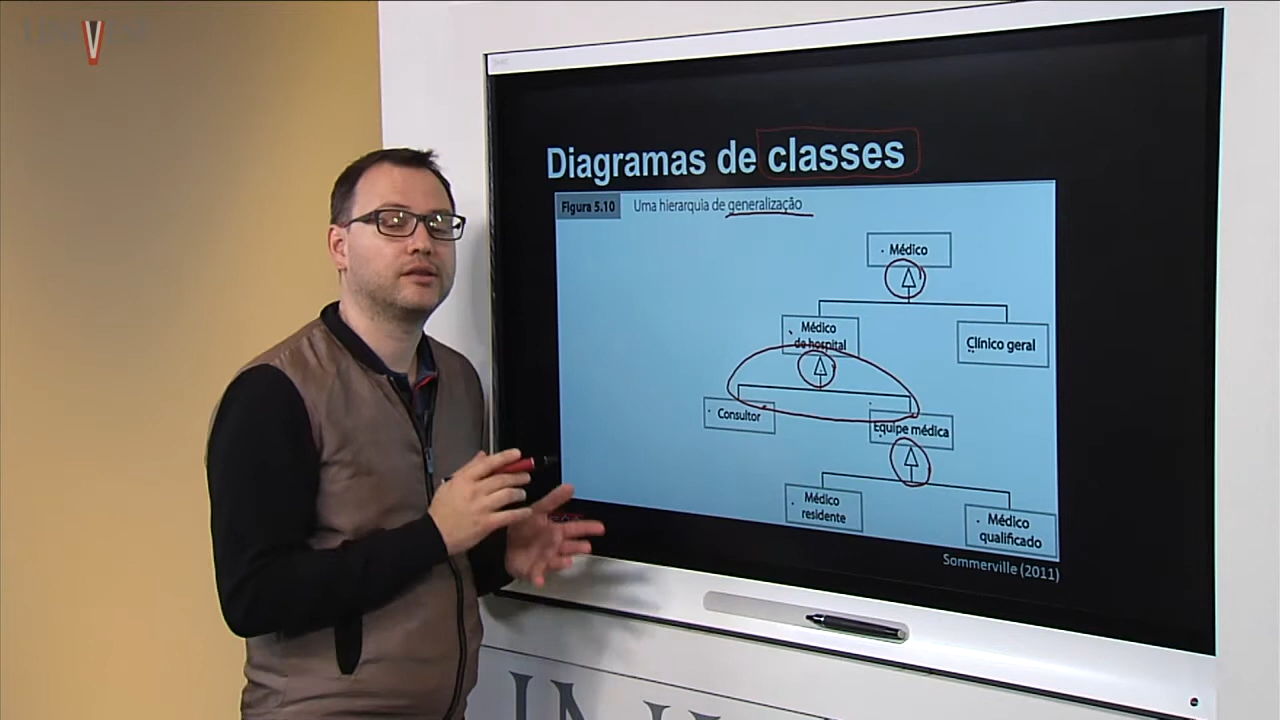 Diagramas de classes
Figura 5.10 Uma hierarquia de generalização
Médico
Médico
de hospital
Clínico geral
Consultor
Equipe médica
Médico
residente
Médico
qualificado
Sommerville (2011)